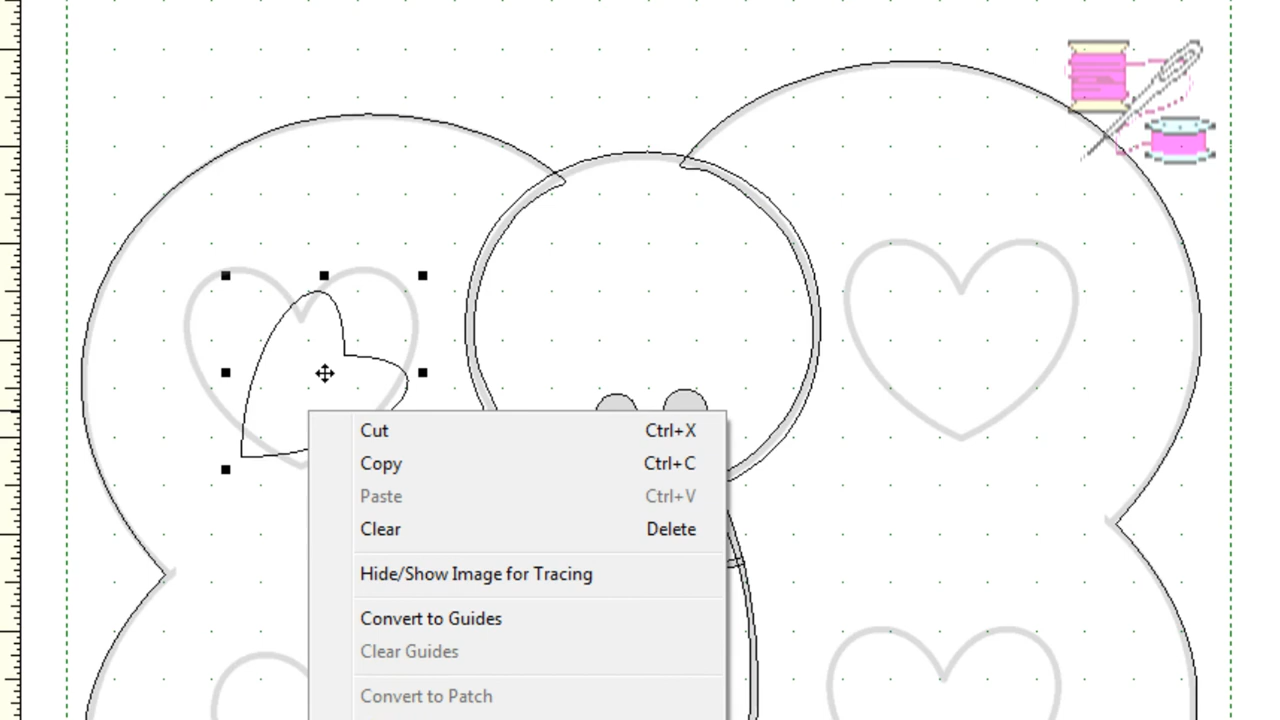 Cut Ctrl+X
Copy Ctrl+C
Paste Ctrl+V
Clear Delete
Hide/Show Image for Tracing
Convert to Guides
Clear Guides
Convert to Patch